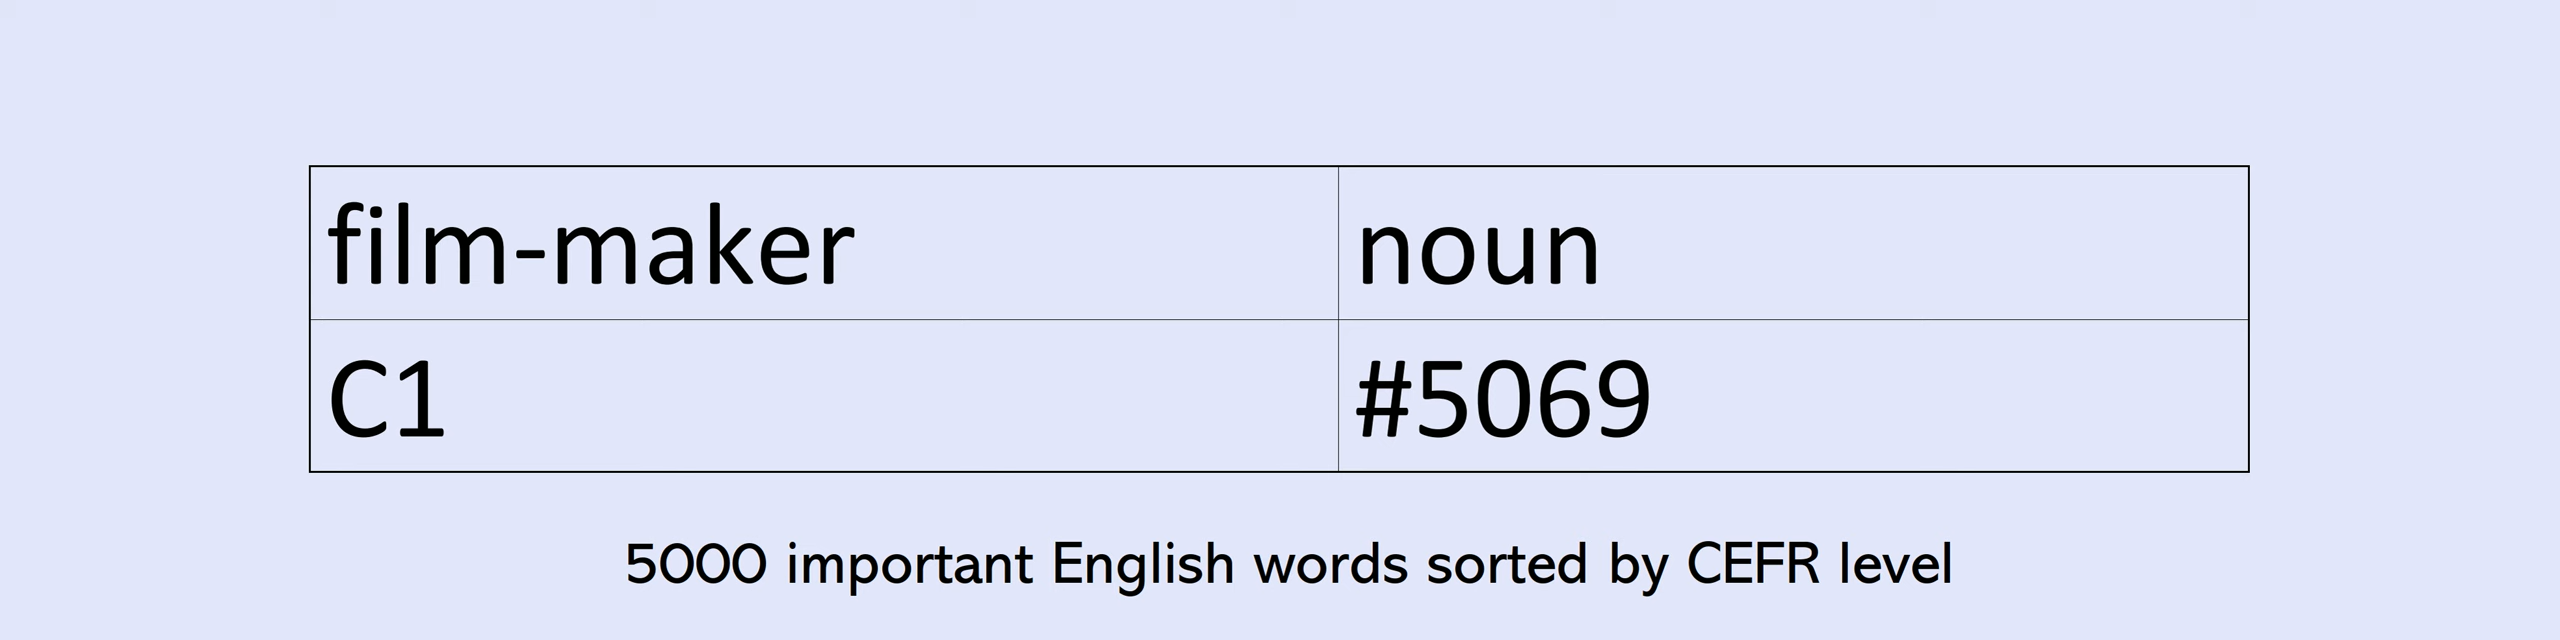 film-maker noun
C1 #5069
5000 important English words sorted by CEFR level